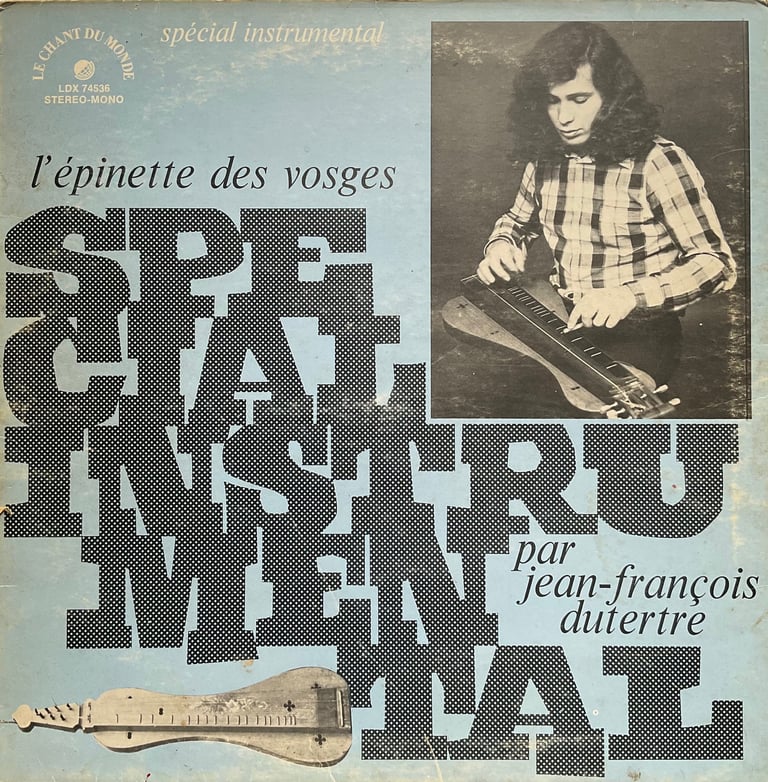 LE CHANT DU MONDE
LDX 74536
STEREO-MONO
spécial instrumental
l'épinette des vosges
SPE
CIAL
INSTRU
MEN
TAL
par
jean-françois
dutertre